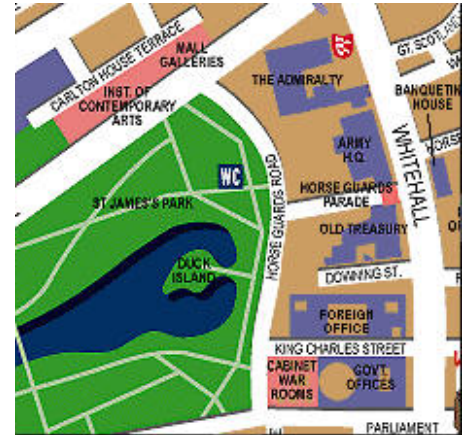 CARLTON HOUSE TERRACE
MALL
GALLERIES
INST. OF
CONTEMPORARY
ARTS
THE ADMIRALTY
GT. SCOTLAND
BANQUETIN
HOUSE
ARMY
H.Q.
WHITEHALL
WC
HORSE GUARDS ROAD
HORSE GUARDS
PARADE
HORSE
ST JAMES'S PARK
OLD TREASURY
DUCK
ISLAND
DOWNING ST.
FOREIGN
OFFICE
KING CHARLES STREET
CABINET
WAR
ROOMS
GOVT.
OFFICES
PARLIAMENT